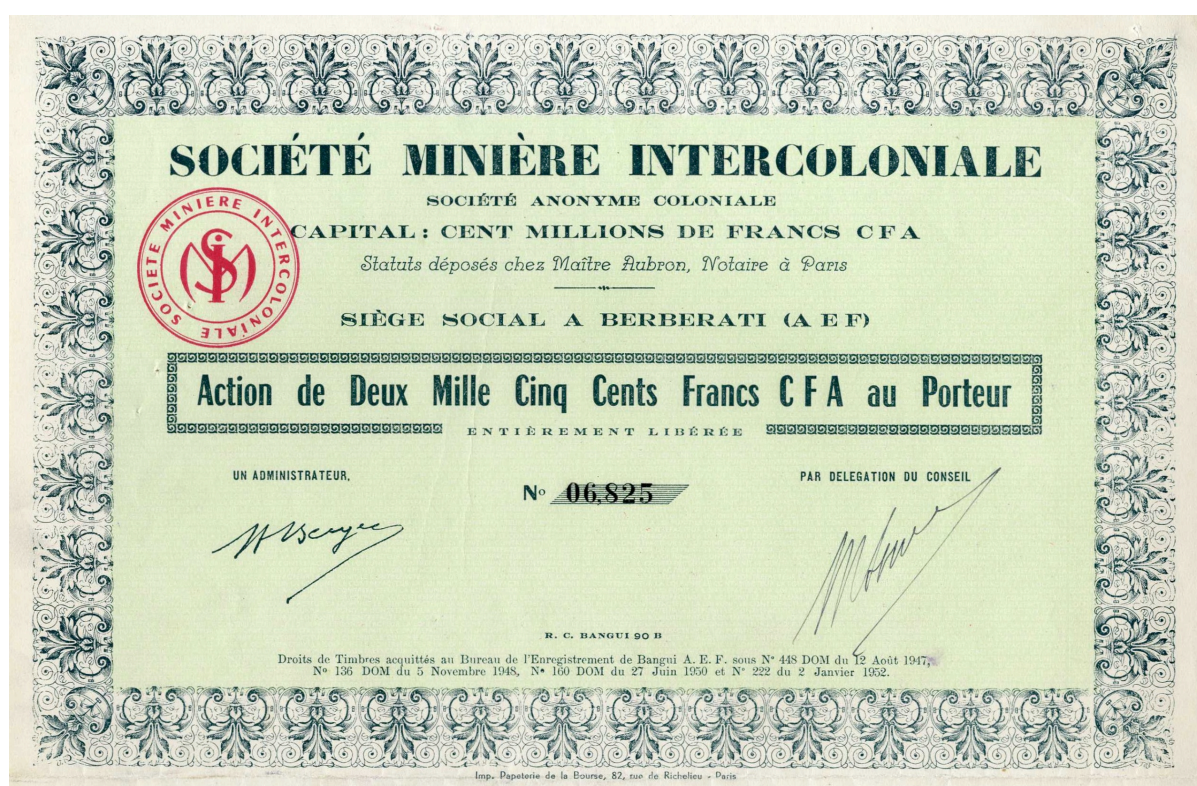 SOCIÉTÉ MINIÈRE INTERCOLONIALE
SOCIÉTÉ ANONYME COLONIALE
SOCIETE MINIERE INTERCOLONIALE
SIM
CAPITAL : CENT MILLIONS DE FRANCS CFA
Statuts déposés chez Maître Aubron, Notaire à Paris
SIÈGE SOCIAL A BERBERATI (A E F)
Action de Deux Mille Cinq Cents Francs C F A au Porteur
ENTIÈREMENT LIBÉRÉE
UN ADMINISTRATEUR,
PAR DELEGATION DU CONSEIL
No 06,825
R. C. BANGUI 90 B
Droits de Timbres acquittés au Bureau de l'Enregistrement de Bangui A. E. F. sous N° 448 DOM du 12 Août 1947,
No 136 DOM du 5 Novembre 1948, N° 160 DOM du 27 Juin 1950 et N° 222 du 2 Janvier 1952.
Imp. Papeterie de la Bourse, 82, rue de Richelieu - Paris